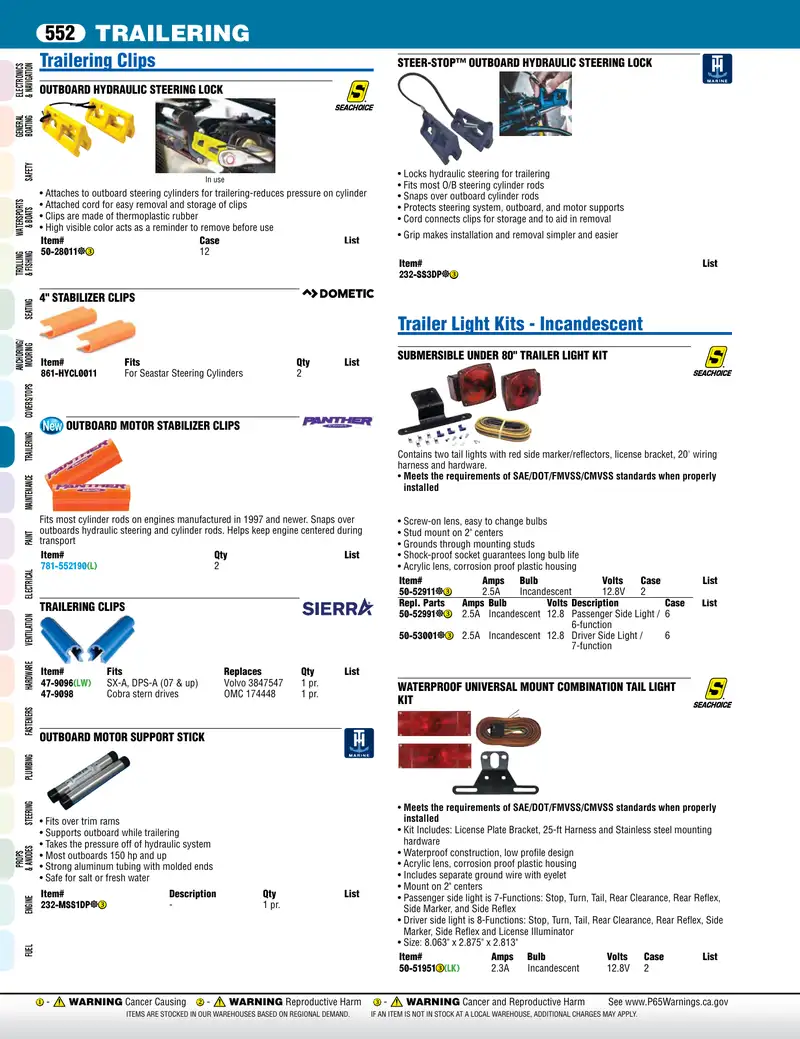 552 TRAILERING
ELECTRONICS
& NAVIGATION
GENERAL
BOATING
SAFETY
WATERSPORTS
& BOATS
TROLLING
& FISHING
SEATING
ANCHORING/
MOORING
COVERS/TOPS
TRAILERING
MAINTENANCE
PAINT
ELECTRICAL
VENTILATION
HARDWARE
FASTENERS
PLUMBING
STEERING
PROPS
& ANODES
ENGINE
FUEL
Trailering Clips
OUTBOARD HYDRAULIC STEERING LOCK
SEACHOICE
In use
• Attaches to outboard steering cylinders for trailering-reduces pressure on cylinder
• Attached cord for easy removal and storage of clips
• Clips are made of thermoplastic rubber
• High visible color acts as a reminder to remove before use
Item# Case List
50-28011 3 12
4" STABILIZER CLIPS
DOMETIC
Item# Fits Qty List
861-HYCLO011 For Seastar Steering Cylinders 2
New OUTBOARD MOTOR STABILIZER CLIPS
PANTHER
PANTHER
PANTHER
Fits most cylinder rods on engines manufactured in 1997 and newer. Snaps over
outboards hydraulic steering and cylinder rods. Helps keep engine centered during
transport
Item# Qty List
781-552190(L) 2
TRAILERING CLIPS
SIERRA
Item# Fits Replaces Qty List
47-9096(LW) SX-A, DPS-A (07 & up) Volvo 3847547 1 pr.
47-9098 Cobra stern drives OMC 174448 1 pr.
OUTBOARD MOTOR SUPPORT STICK
TH
MARINE
• Fits over trim rams
• Supports outboard while trailering
• Takes the pressure off of hydraulic system
• Most outboards 150 hp and up
• Strong aluminum tubing with molded ends
• Safe for salt or fresh water
Item# Description Qty List
232-MSS1DP 3 - 1 pr.
STEER-STOP™ OUTBOARD HYDRAULIC STEERING LOCK
TH
MARINE
• Locks hydraulic steering for trailering
• Fits most O/B steering cylinder rods
• Snaps over outboard cylinder rods
• Protects steering system, outboard, and motor supports
• Cord connects clips for storage and to aid in removal
• Grip makes installation and removal simpler and easier
Item# List
232-SS3DP 3
Trailer Light Kits - Incandescent
SUBMERSIBLE UNDER 80" TRAILER LIGHT KIT
SEACHOICE
Contains two tail lights with red side marker/reflectors, license bracket, 20' wiring
harness and hardware.
• Meets the requirements of SAE/DOT/FMVSS/CMVSS standards when properly
installed
• Screw-on lens, easy to change bulbs
• Stud mount on 2" centers
• Grounds through mounting studs
• Shock-proof socket guarantees long bulb life
• Acrylic lens, corrosion proof plastic housing
Item# Amps Bulb Volts Case List
50-52911 3 2.5A Incandescent 12.8V 2
Repl. Parts Amps Bulb Volts Description Case List
50-52991 3 2.5A Incandescent 12.8 Passenger Side Light / 6
6-function
50-53001 3 2.5A Incandescent 12.8 Driver Side Light / 6
7-function
WATERPROOF UNIVERSAL MOUNT COMBINATION TAIL LIGHT
KIT
SEACHOICE
• Meets the requirements of SAE/DOT/FMVSS/CMVSS standards when properly
installed
• Kit Includes: License Plate Bracket, 25-ft Harness and Stainless steel mounting
hardware
• Waterproof construction, low profile design
• Acrylic lens, corrosion proof plastic housing
• Includes separate ground wire with eyelet
• Mount on 2" centers
• Passenger side light is 7-Functions: Stop, Turn, Tail, Rear Clearance, Rear Reflex,
Side Marker, and Side Reflex
• Driver side light is 8-Functions: Stop, Turn, Tail, Rear Clearance, Rear Reflex, Side
Marker, Side Reflex and License Illuminator
• Size: 8.063" x 2.875" x 2.813"
Item# Amps Bulb Volts Case List
50-51951 3 (LK) 2.3A Incandescent 12.8V 2
1 - WARNING Cancer Causing 2 - WARNING Reproductive Harm 3 - WARNING Cancer and Reproductive Harm See www.P65Warnings.ca.gov
ITEMS ARE STOCKED IN OUR WAREHOUSES BASED ON REGIONAL DEMAND. IF AN ITEM IS NOT IN STOCK AT A LOCAL WAREHOUSE, ADDITIONAL CHARGES MAY APPLY.